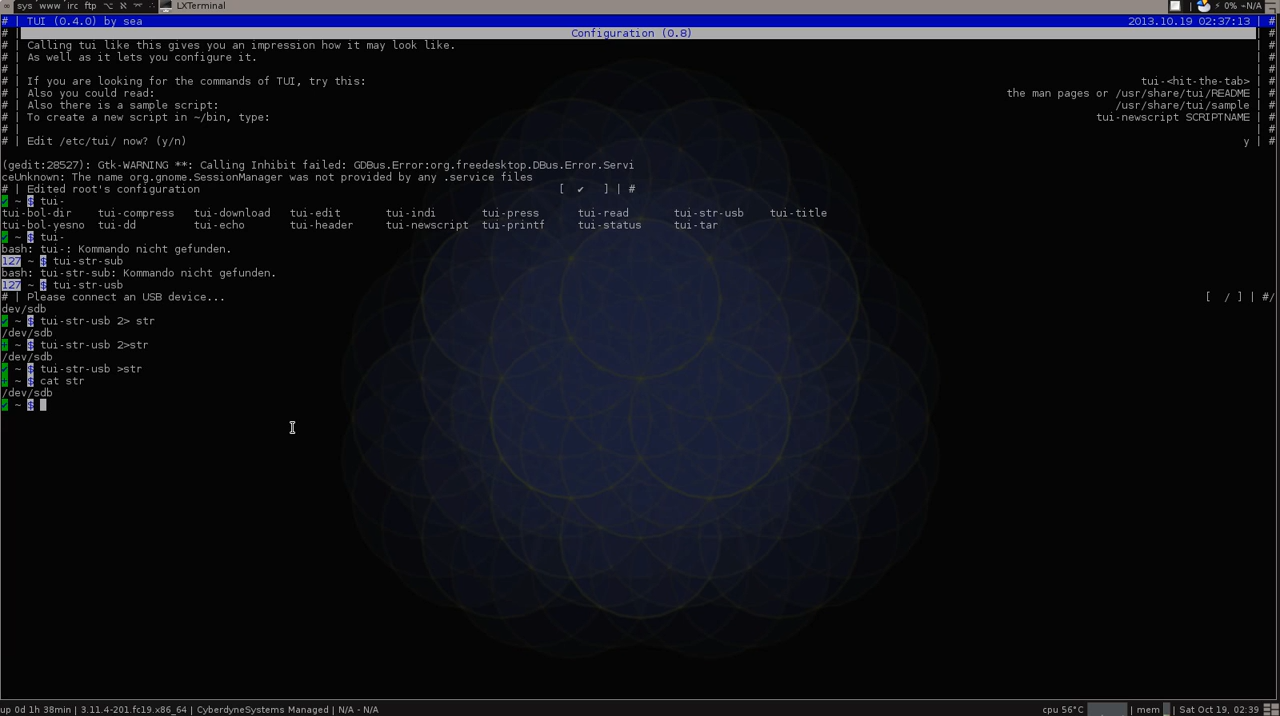 sys www irc ftp LXTerminal 0% ~N/A
# | TUI (0.4.0) by sea 2013.10.19 02:37:13 | #
# | Configuration (0.8) | #
# | Calling tui like this gives you an impression how it may look like. | #
# | As well as it lets you configure it. | #
# | | #
# | If you are looking for the commands of TUI, try this: tui-<hit-the-tab> | #
# | Also you could read: the man pages or /usr/share/tui/README | #
# | Also there is a sample script: /usr/share/tui/sample | #
# | To create a new script in ~/bin, type: tui-newscript SCRIPTNAME | #
# | | #
# | Edit /etc/tui/ now? (y/n) y | #
(gedit:28527): Gtk-WARNING **: Calling Inhibit failed: GDBus.Error:org.freedesktop.DBus.Error.Servi
ceUnknown: The name org.gnome.SessionManager was not provided by any .service files
# | Edited root's configuration [ ✔ ] | #
✔ ~ $ tui-
tui-bol-dir tui-compress tui-download tui-edit tui-indi tui-press tui-read tui-str-usb tui-title
tui-bol-yesno tui-dd tui-echo tui-header tui-newscript tui-printf tui-status tui-tar
✔ ~ $ tui-
bash: tui-: Kommando nicht gefunden.
127 ~ $ tui-str-sub
bash: tui-str-sub: Kommando nicht gefunden.
127 ~ $ tui-str-usb
# | Please connect an USB device... [ / ] | #/
dev/sdb
✔ ~ $ tui-str-usb 2> str
/dev/sdb
+ ~ $ tui-str-usb 2>str
/dev/sdb
✔ ~ $ tui-str-usb >str
+ ~ $ cat str
/dev/sdb
✔ ~ $
up 0d 1h 38min | 3.11.4-201.fc19.x86_64 | CyberdyneSystems Managed | N/A - N/A cpu 56°C | mem | Sat Oct 19, 02:39